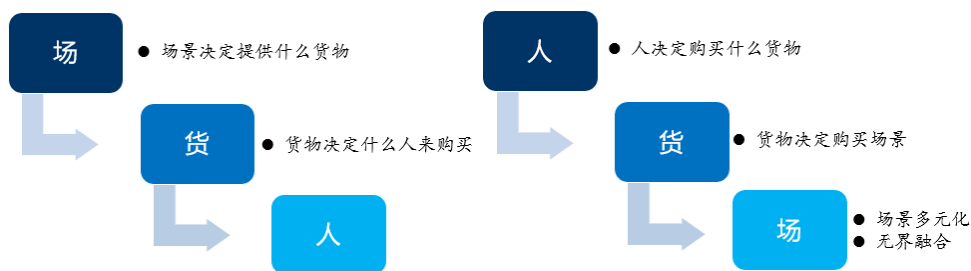 场
● 场景决定提供什么货物
货
● 货物决定什么人来购买
人
人
● 人决定购买什么货物
货
● 货物决定购买场景
场
● 场景多元化
● 无界融合